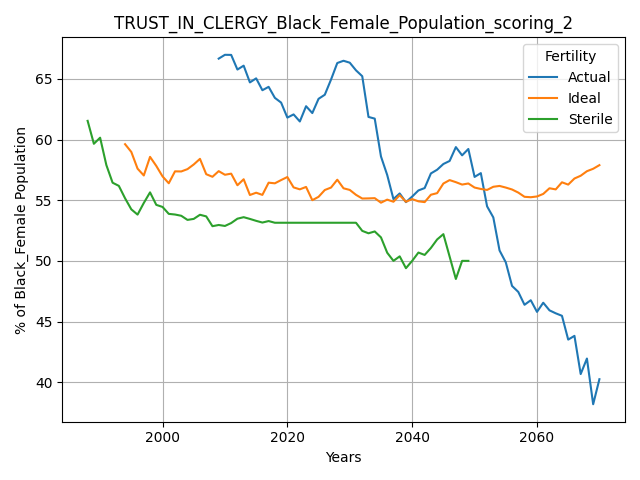 TRUST_IN_CLERGY_Black_Female_Population_scoring_2
Fertility
Actual
Ideal
Sterile
% of Black_Female Population
65
60
55
50
45
40
2000
2020
2040
2060
Years